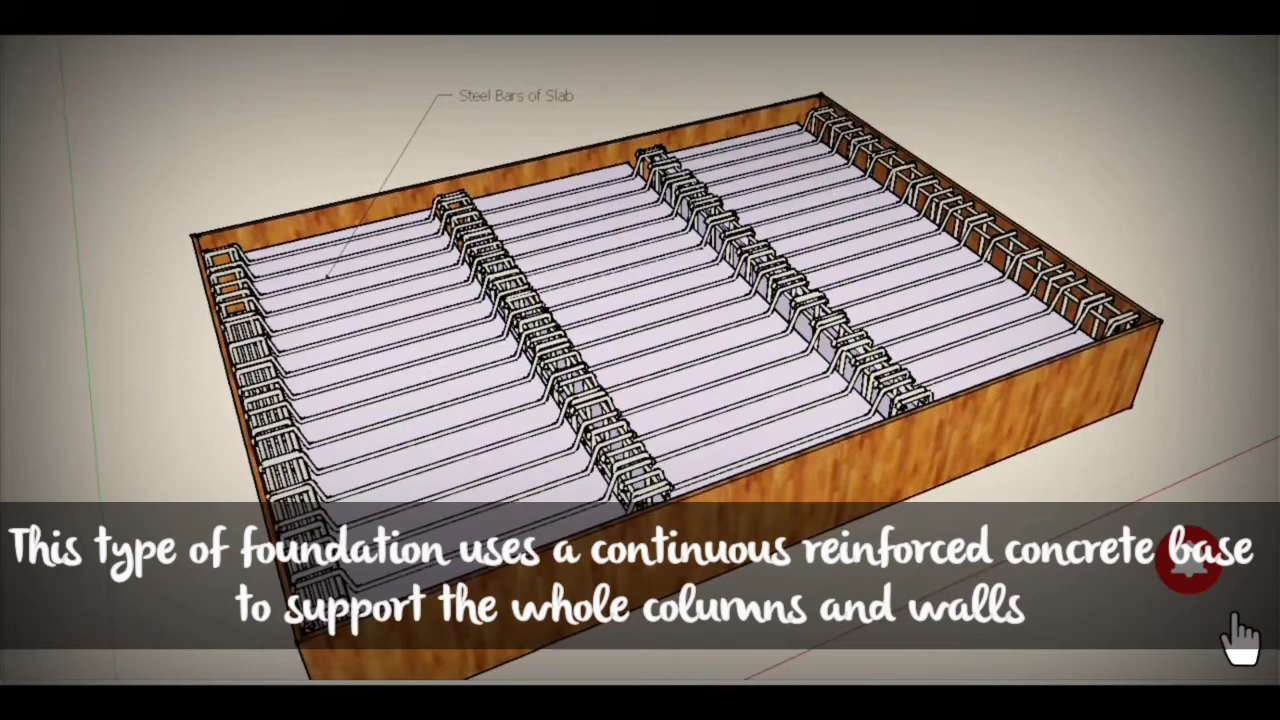 Steel Bars of Slab
This type of foundation uses a continuous reinforced concrete base
to support the whole columns and walls